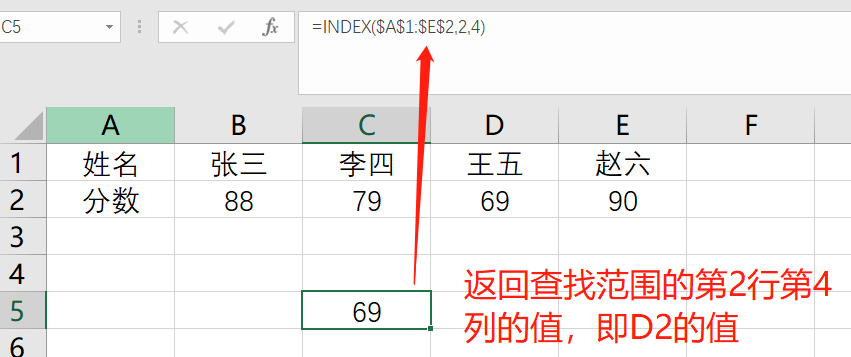 C5 fx =INDEX($A$1:$E$2,2,4)
A B C D E F
1 姓名 张三 李四 王五 赵六
2 分数 88 79 69 90
3
4
5 69
6
返回查找范围的第2行第4
列的值，即D2的值